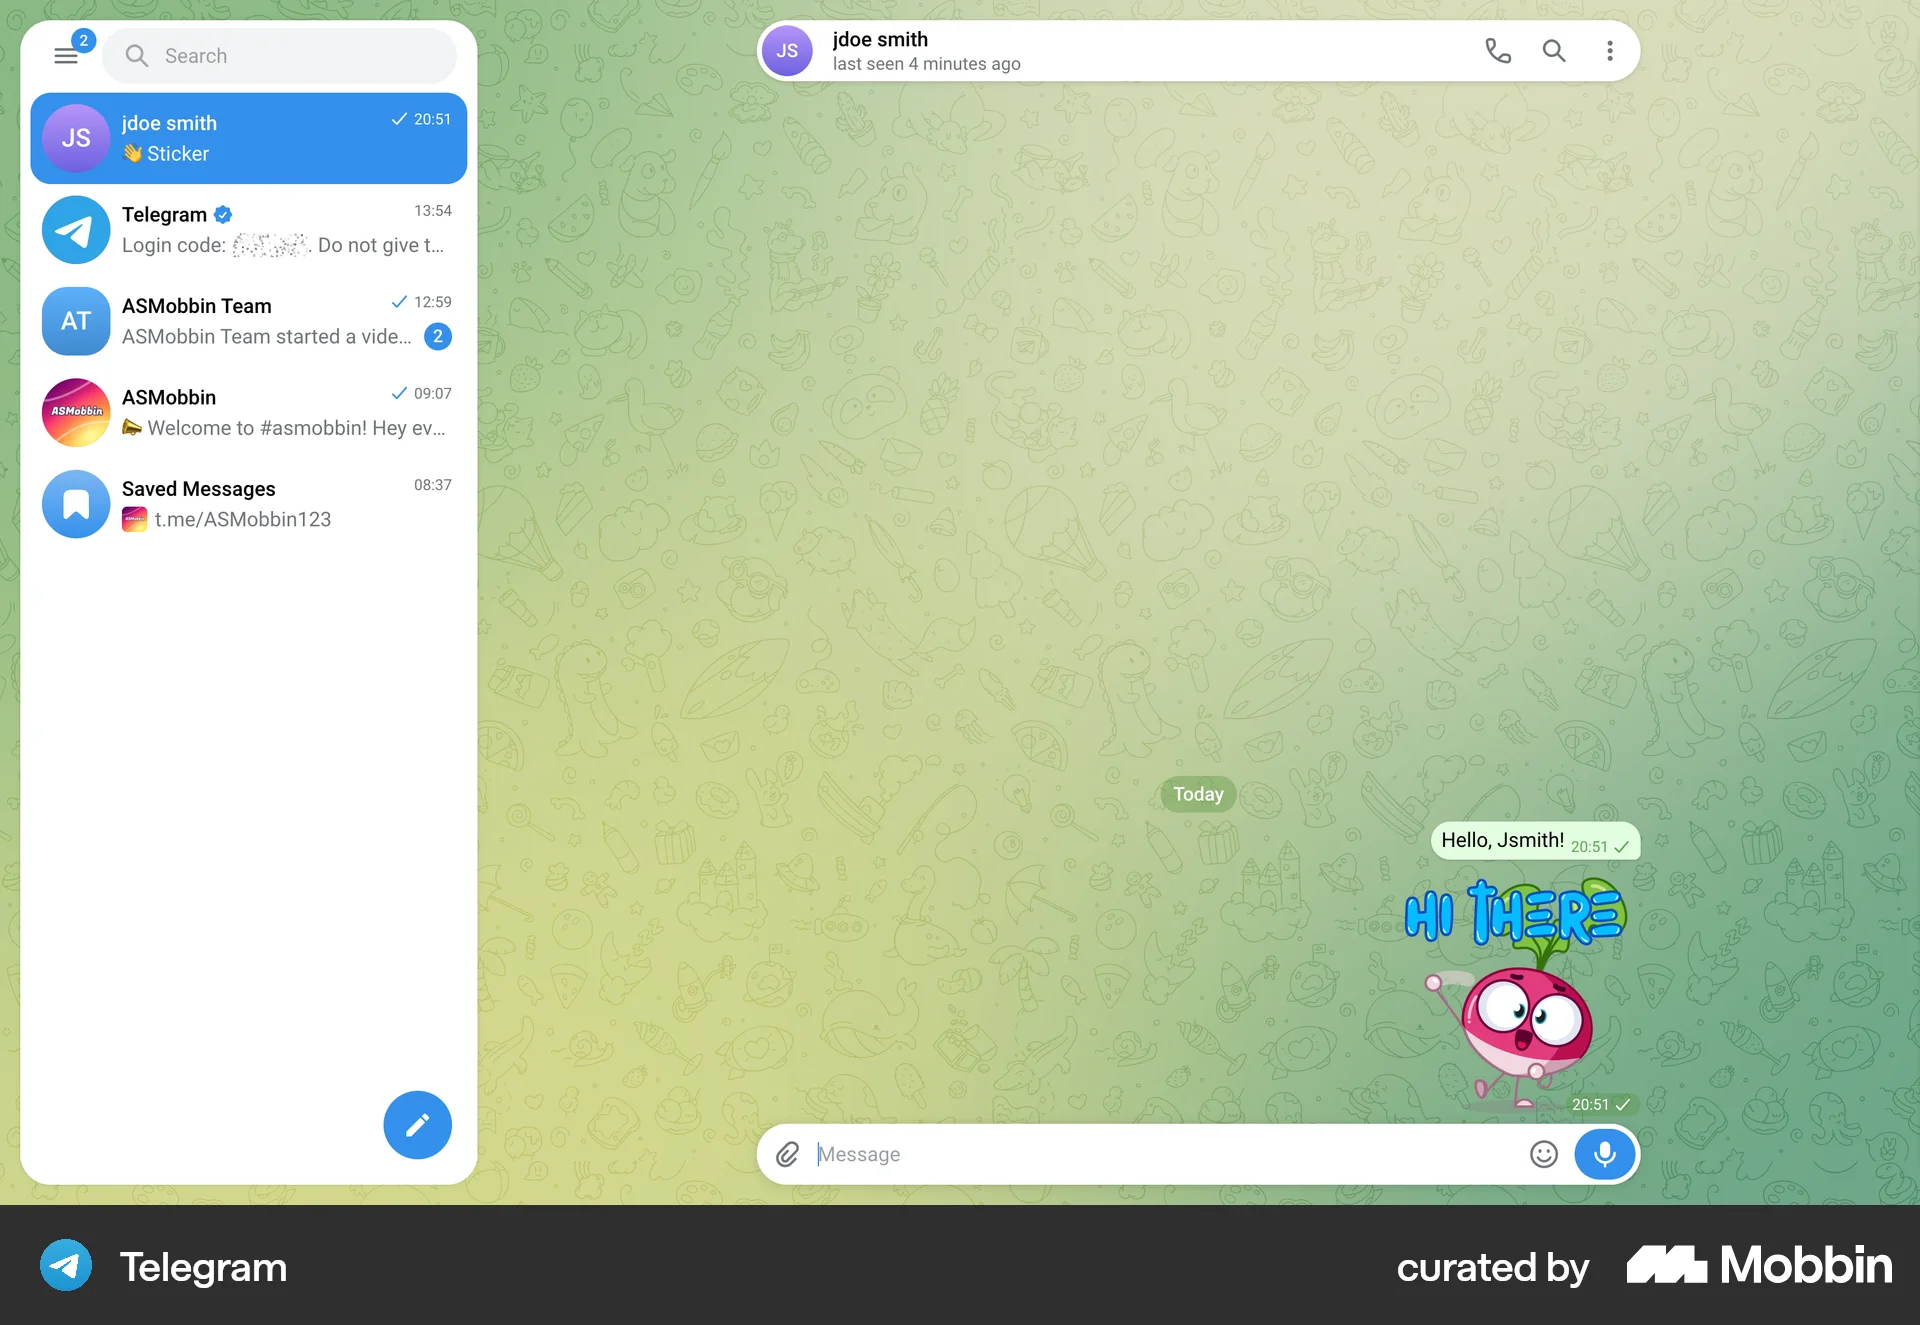 2
Search
JS
jdoe smith
20:51
👋 Sticker
Telegram
13:54
Login code: . Do not give t...
AT
ASMobbin Team
12:59
ASMobbin Team started a vide...
2
ASMobbin
ASMobbin
09:07
📣 Welcome to #asmobbin! Hey ev...
Saved Messages
08:37
t.me/ASMobbin123
JS
jdoe smith
last seen 4 minutes ago
Today
Hello, Jsmith! 20:51
HI THERE
20:51
Message
Telegram
curated by Mobbin